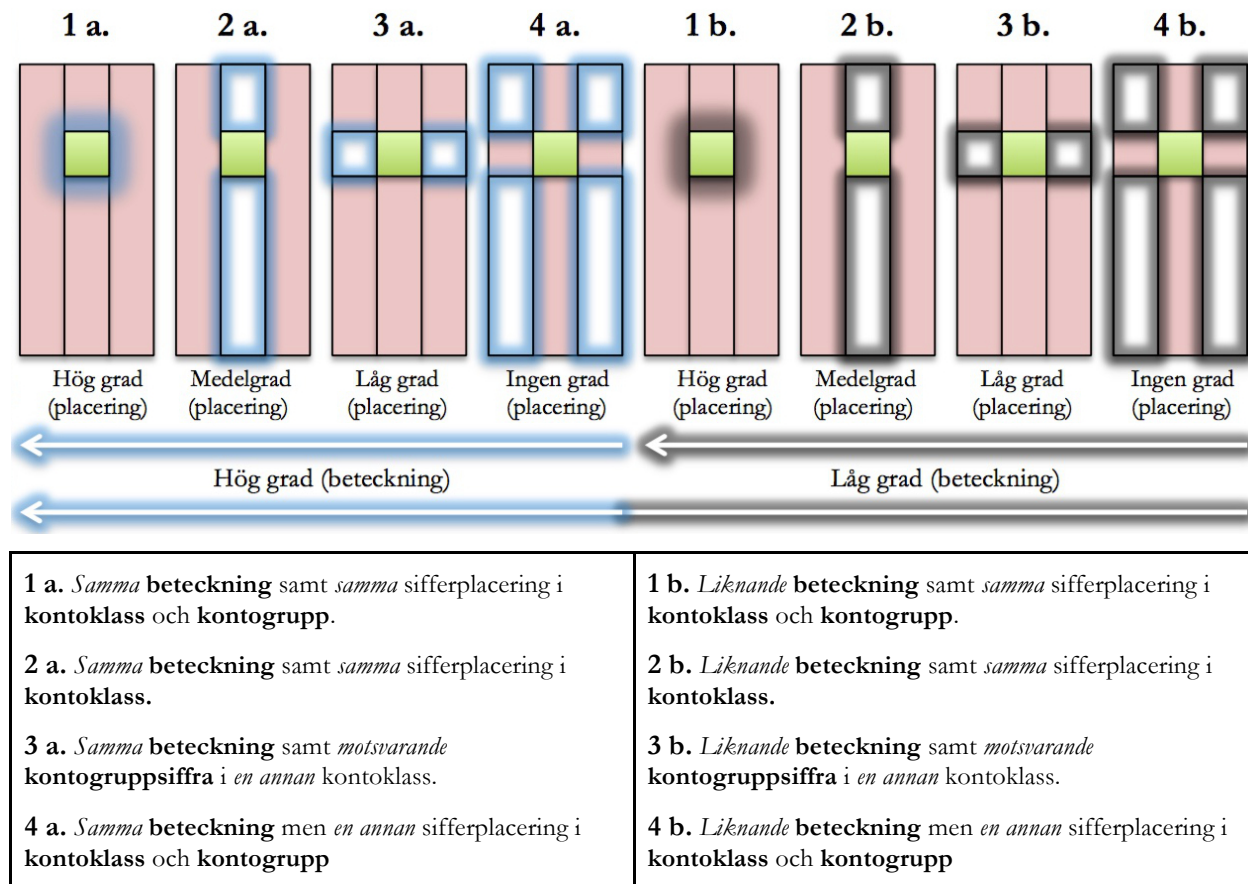 1 a. 2 a. 3 a. 4 a. 1 b. 2 b. 3 b. 4 b.
Hög grad Medelgrad Låg grad Ingen grad Hög grad Medelgrad Låg grad Ingen grad
(placering) (placering) (placering) (placering) (placering) (placering) (placering) (placering)
Hög grad (beteckning) Låg grad (beteckning)
1 a. Samma beteckning samt samma sifferplacering i
kontoklass och kontogrupp.
2 a. Samma beteckning samt samma sifferplacering i
kontoklass.
3 a. Samma beteckning samt motsvarande
kontogruppsiffra i en annan kontoklass.
4 a. Samma beteckning men en annan sifferplacering i
kontoklass och kontogrupp
1 b. Liknande beteckning samt samma sifferplacering i
kontoklass och kontogrupp.
2 b. Liknande beteckning samt samma sifferplacering i
kontoklass.
3 b. Liknande beteckning samt motsvarande
kontogruppsiffra i en annan kontoklass.
4 b. Liknande beteckning men en annan sifferplacering i
kontoklass och kontogrupp